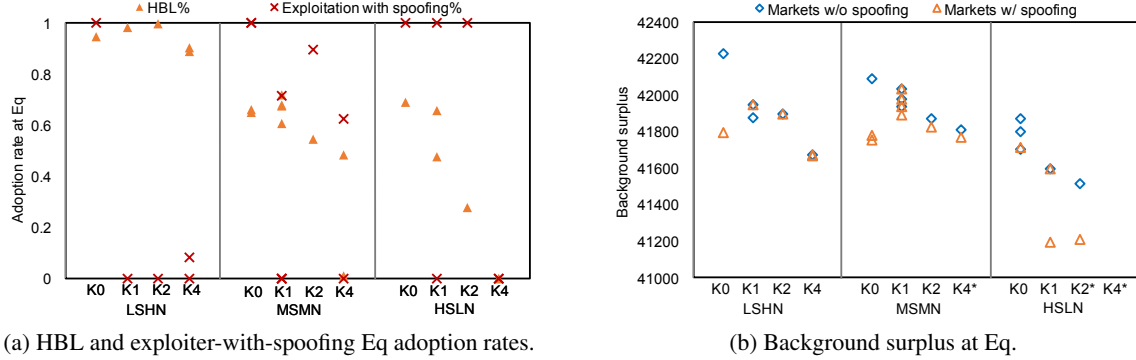 HBL% Exploitation with spoofing%
Adoption rate at Eq
1
0.8
0.6
0.4
0.2
0
K0 K1 K2 K4 K0 K1 K2 K4 K0 K1 K2 K4
LSHN MSMN HSLN
(a) HBL and exploiter-with-spoofing Eq adoption rates.
Markets w/o spoofing Markets w/ spoofing
Background surplus
42400
42200
42000
41800
41600
41400
41200
41000
K0 K1 K2 K4 K0 K1 K2 K4* K0 K1 K2* K4*
LSHN MSMN HSLN
(b) Background surplus at Eq.